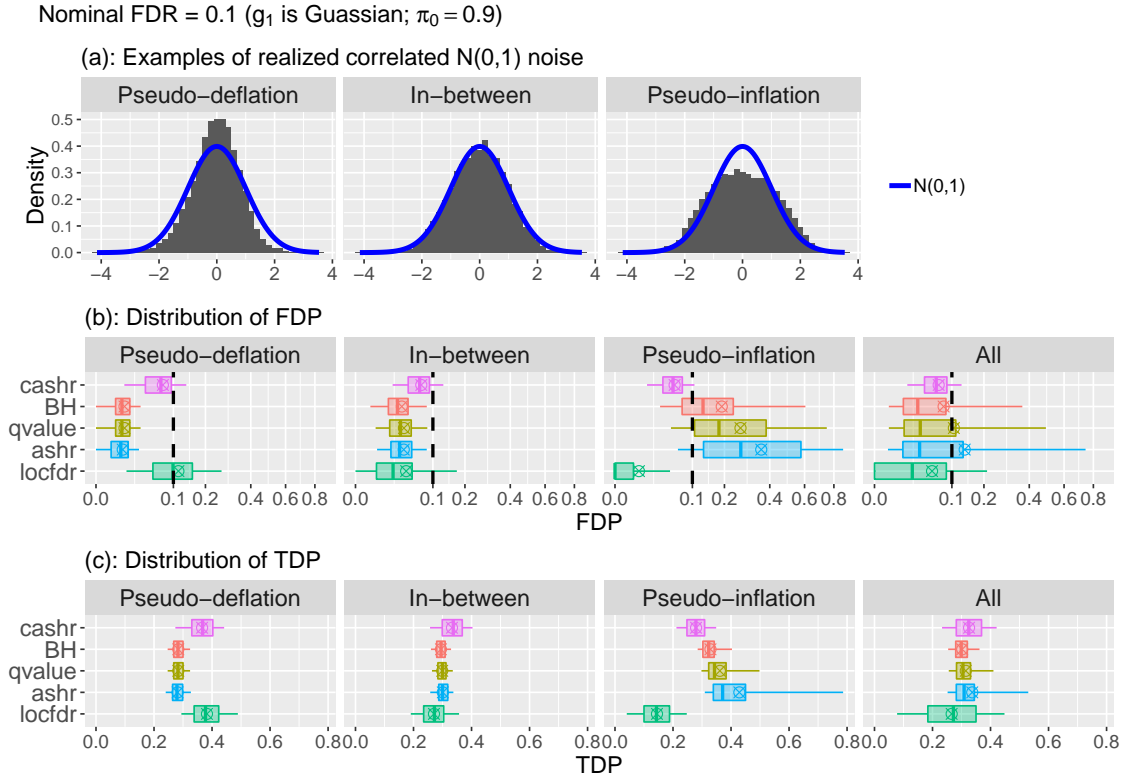 Nominal FDR = 0.1 (g1 is Guassian; π0 = 0.9)
(a): Examples of realized correlated N(0,1) noise
Pseudo−deflation In−between Pseudo−inflation
Density
0.5
0.4
0.3
0.2
0.1
0.0
N(0,1)
−4 −2 0 2 4 −4 −2 0 2 4 −4 −2 0 2 4
(b): Distribution of FDP
Pseudo−deflation In−between Pseudo−inflation All
cashr
BH
qvalue
ashr
locfdr
0.0 0.1 0.2 0.4 0.6 0.8 0.0 0.1 0.2 0.4 0.6 0.8 0.0 0.1 0.2 0.4 0.6 0.8 0.0 0.1 0.2 0.4 0.6 0.8
FDP
(c): Distribution of TDP
Pseudo−deflation In−between Pseudo−inflation All
cashr
BH
qvalue
ashr
locfdr
0.0 0.2 0.4 0.6 0.8 0.0 0.2 0.4 0.6 0.8 0.0 0.2 0.4 0.6 0.8 0.0 0.2 0.4 0.6 0.8
TDP